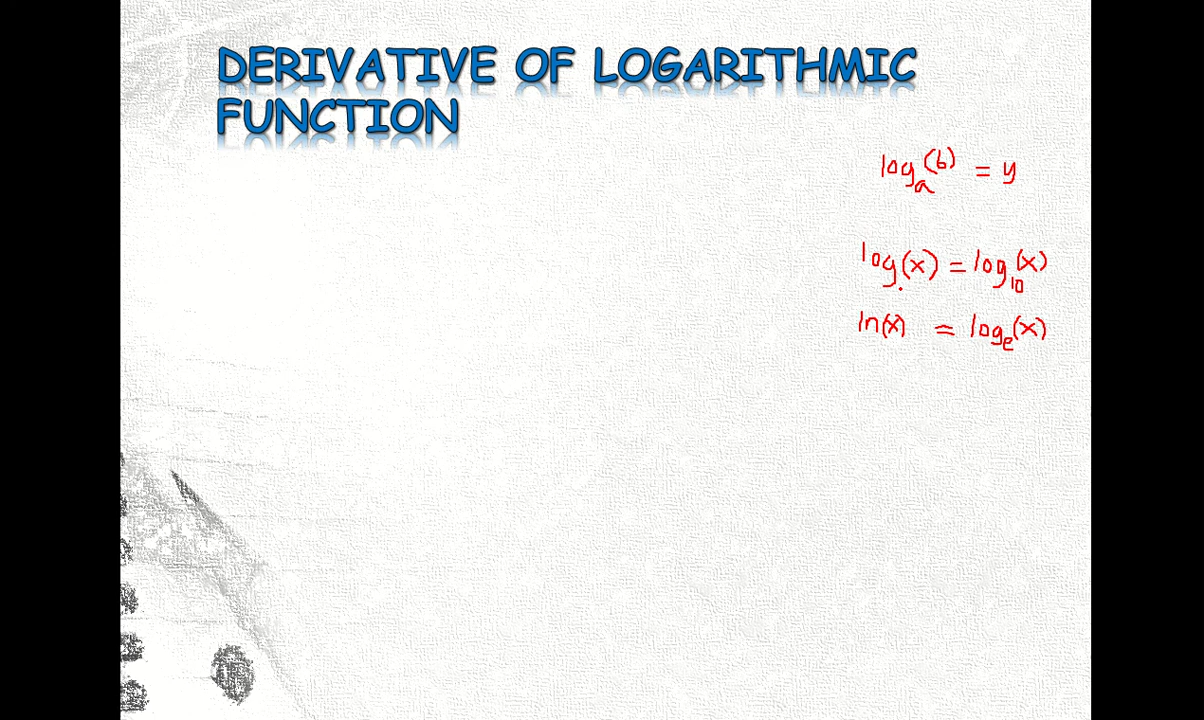 DERIVATIVE OF LOGARITHMIC
FUNCTION
logₐ(b) = y
log(x) = log₁₀(x)
ln(x) = logₑ(x)